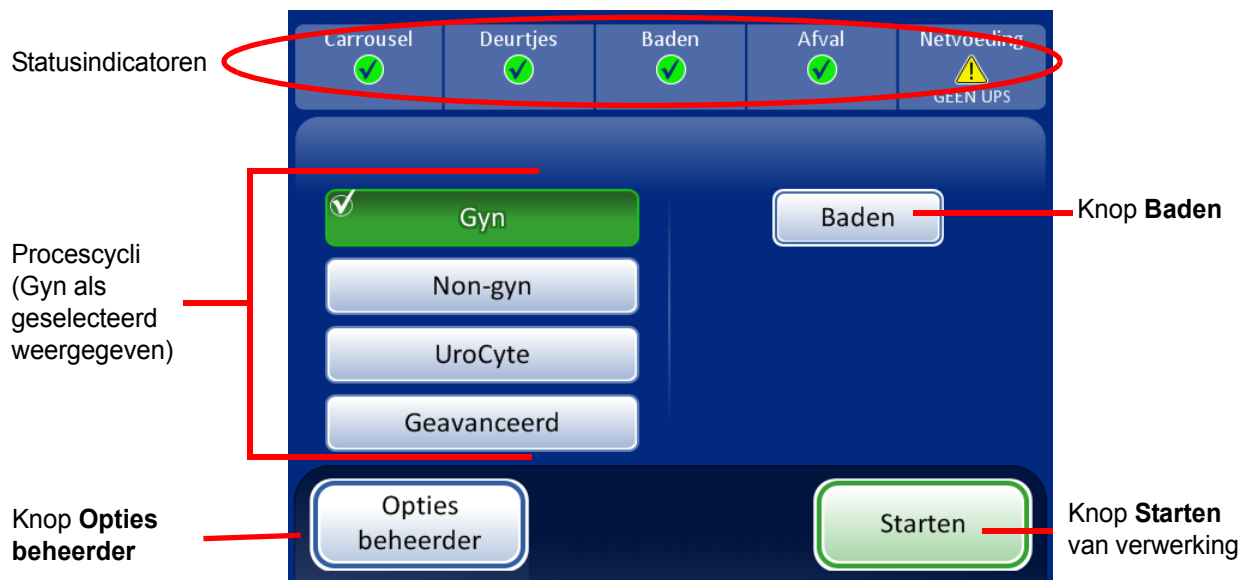 Statusindicatoren
Carrousel
Deurtjes
Baden
Afval
Netvoeding
GEEN UPS
Procescycli
(Gyn als
geselecteerd
weergegeven)
Gyn
Non-gyn
UroCyte
Geavanceerd
Baden
Knop Baden
Knop Opties
beheerder
Opties
beheerder
Starten
Knop Starten
van verwerking